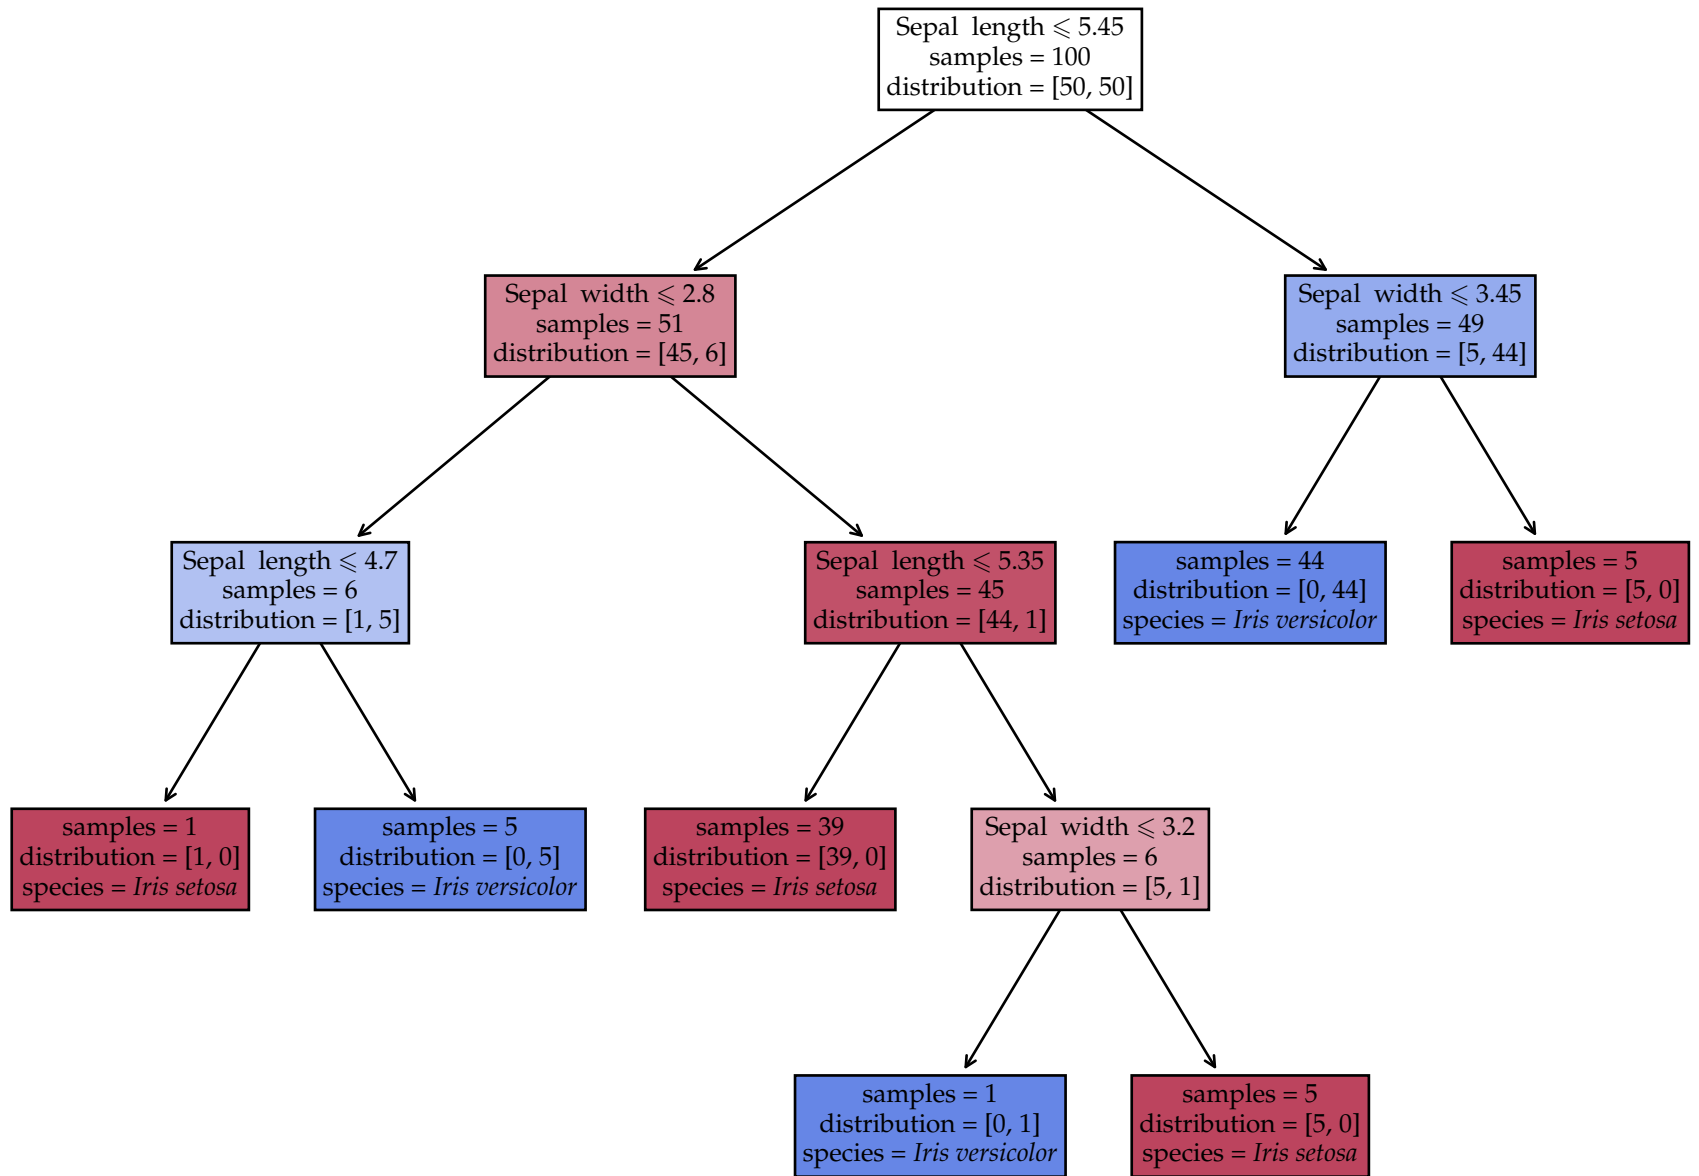 Sepal length ⩽ 5.45
samples = 100
distribution = [50, 50]
Sepal width ⩽ 2.8
samples = 51
distribution = [45, 6]
Sepal width ⩽ 3.45
samples = 49
distribution = [5, 44]
Sepal length ⩽ 4.7
samples = 6
distribution = [1, 5]
Sepal length ⩽ 5.35
samples = 45
distribution = [44, 1]
samples = 44
distribution = [0, 44]
species = Iris versicolor
samples = 5
distribution = [5, 0]
species = Iris setosa
samples = 1
distribution = [1, 0]
species = Iris setosa
samples = 5
distribution = [0, 5]
species = Iris versicolor
samples = 39
distribution = [39, 0]
species = Iris setosa
Sepal width ⩽ 3.2
samples = 6
distribution = [5, 1]
samples = 1
distribution = [0, 1]
species = Iris versicolor
samples = 5
distribution = [5, 0]
species = Iris setosa